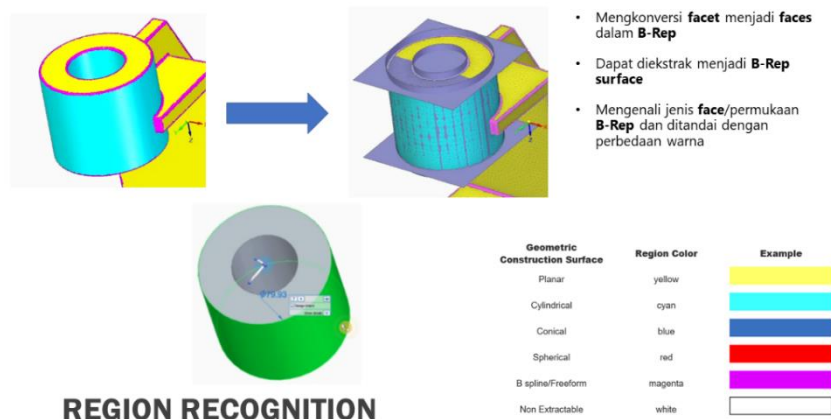 • Mengkonversi facet menjadi faces
dalam B-Rep
• Dapat diekstrak menjadi B-Rep
surface
• Mengenali jenis face/permukaan
B-Rep dan ditandai dengan
perbedaan warna
Geometric
Construction Surface Region Color Example
Planar yellow
Cylindrical cyan
Conical blue
Spherical red
B spline/Freeform magenta
Non Extractable white
REGION RECOGNITION